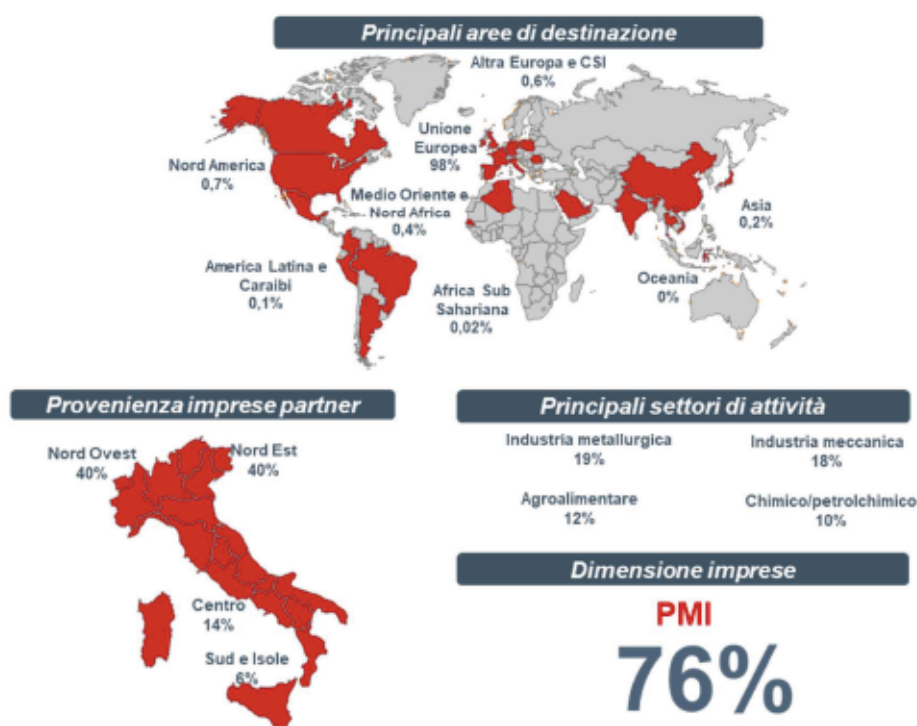 Principali aree di destinazione
Altra Europa e CSI
0,6%
Unione
Europea
98%
Nord America
0,7%
Medio Oriente e
Nord Africa
0,4%
Asia
0,2%
America Latina e
Caraibi
0,1%
Africa Sub
Sahariana
0,02%
Oceania
0%
Provenienza imprese partner
Nord Ovest
40%
Nord Est
40%
Centro
14%
Sud e Isole
6%
Principali settori di attività
Industria metallurgica
19%
Industria meccanica
18%
Agroalimentare
12%
Chimico/petrolchimico
10%
Dimensione imprese
PMI
76%